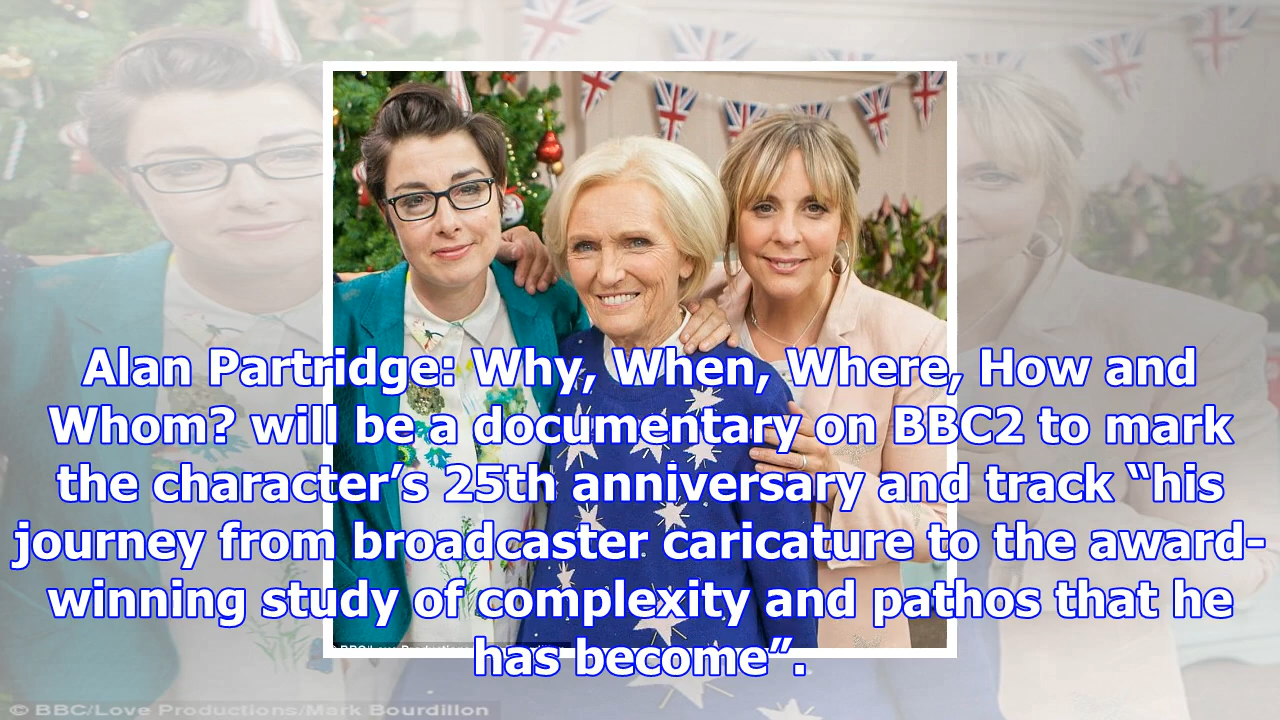 Alan Partridge: Why, When, Where, How and
Whom? will be a documentary on BBC2 to mark
the character’s 25th anniversary and track “his
journey from broadcaster caricature to the award-
winning study of complexity and pathos that he
has become”.
© BBC/Love Productions/Mark Bourdillon